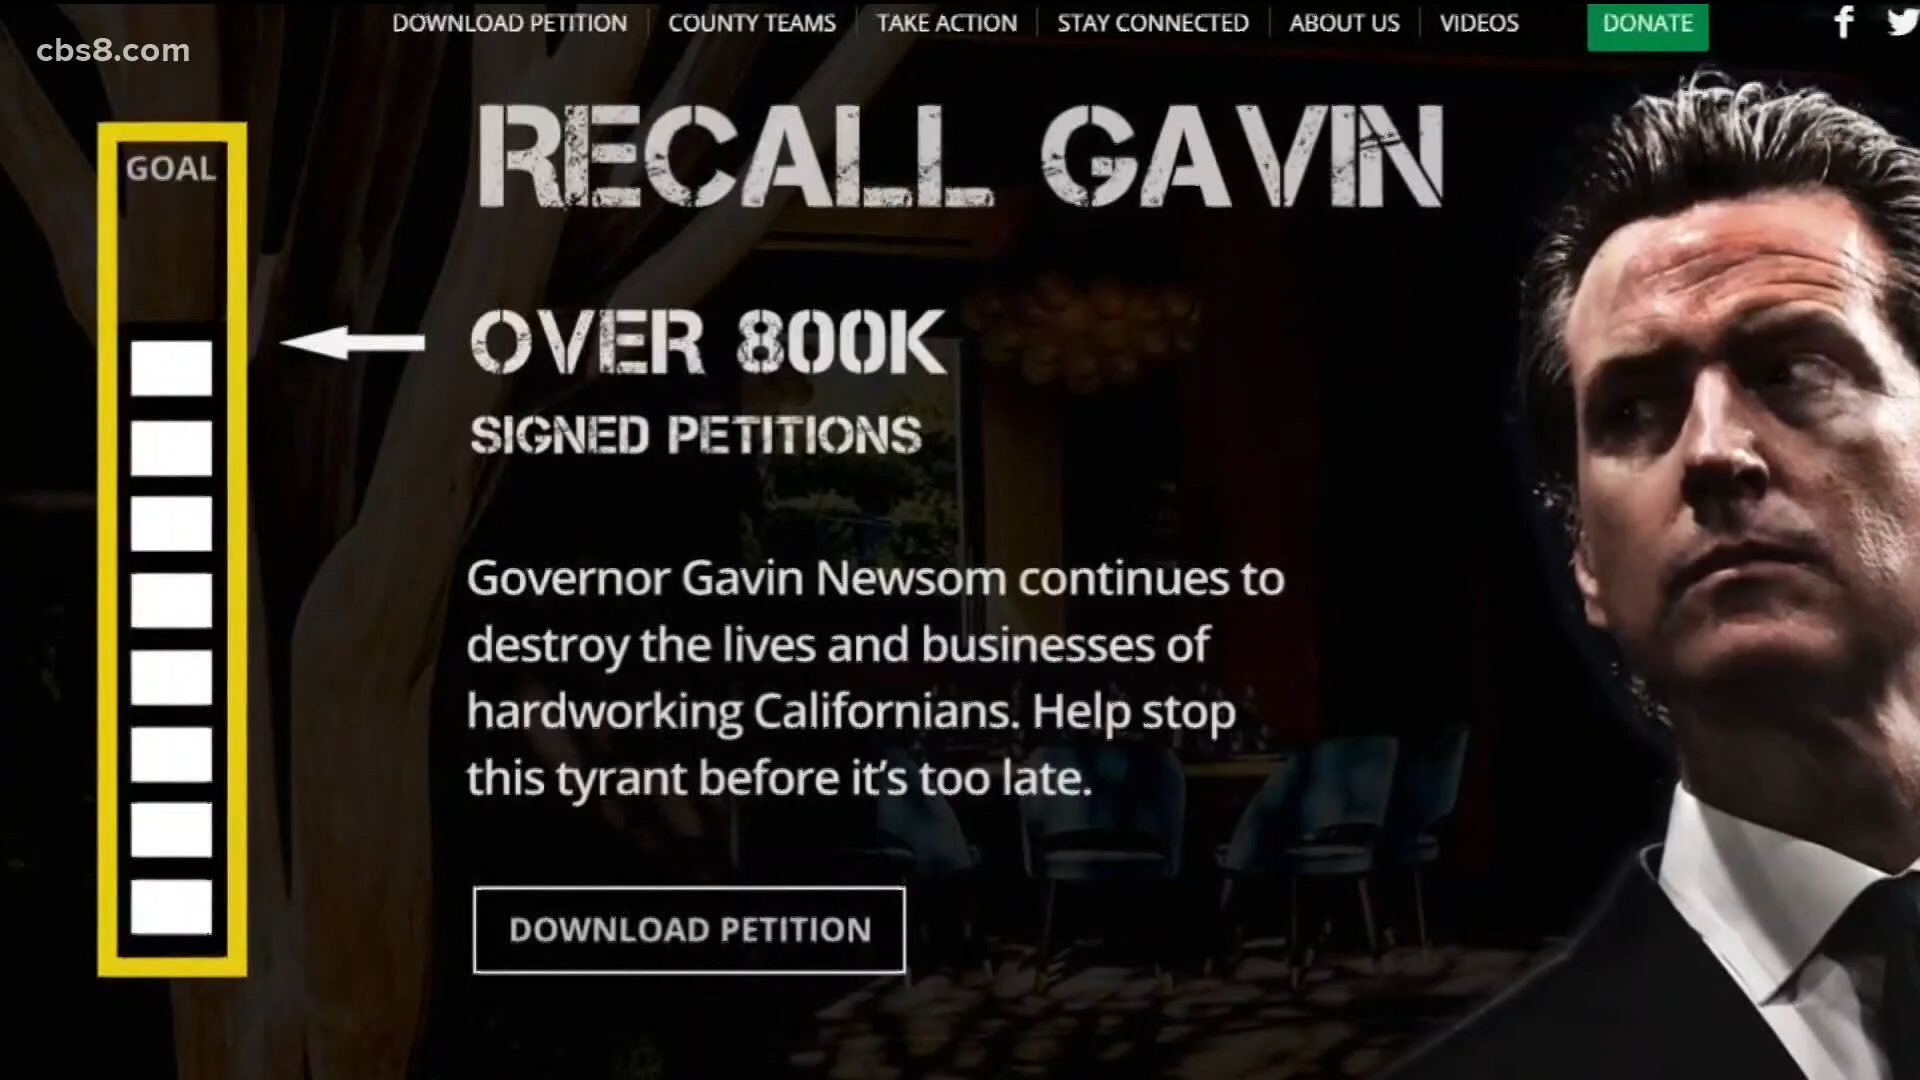 DOWNLOAD PETITION COUNTY TEAMS TAKE ACTION STAY CONNECTED ABOUT US VIDEOS DONATE
cbs8.com
RECALL GAVIN
GOAL
OVER 800K
SIGNED PETITIONS
Governor Gavin Newsom continues to
destroy the lives and businesses of
hardworking Californians. Help stop
this tyrant before it’s too late.
DOWNLOAD PETITION